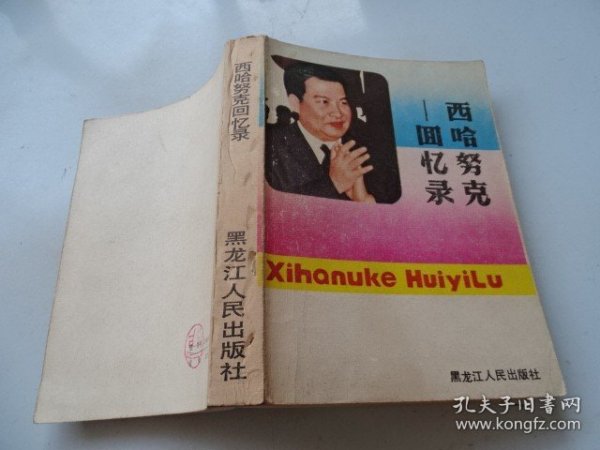 西哈努克回忆录
黑龙江人民出版社
西哈努克
—回忆录
Xihanuke HuiyiLu
黑龙江人民出版社
孔夫子旧书网
www.kongfz.com